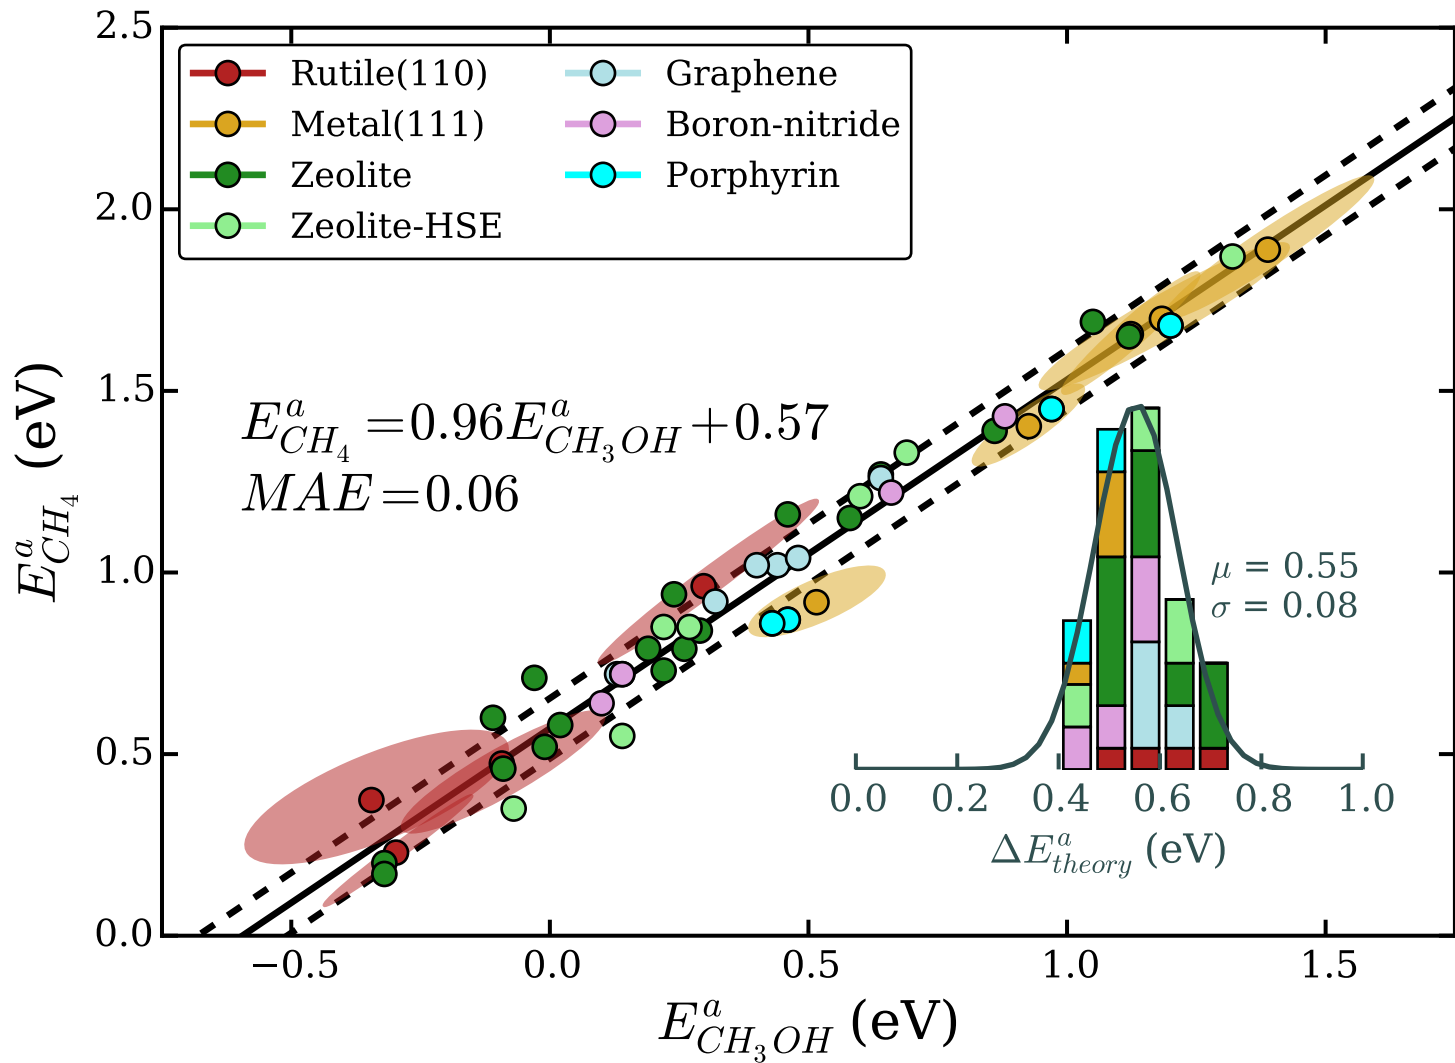 2.5
2.0
1.5
1.0
0.5
0.0
E^a_{CH_4} (eV)
Rutile(110)
Metal(111)
Zeolite
Zeolite-HSE
Graphene
Boron-nitride
Porphyrin
E^a_{CH_4} = 0.96E^a_{CH_3OH} + 0.57
MAE = 0.06
μ = 0.55
σ = 0.08
0.0 0.2 0.4 0.6 0.8 1.0
ΔE^a_{theory} (eV)
−0.5 0.0 0.5 1.0 1.5
E^a_{CH_3OH} (eV)